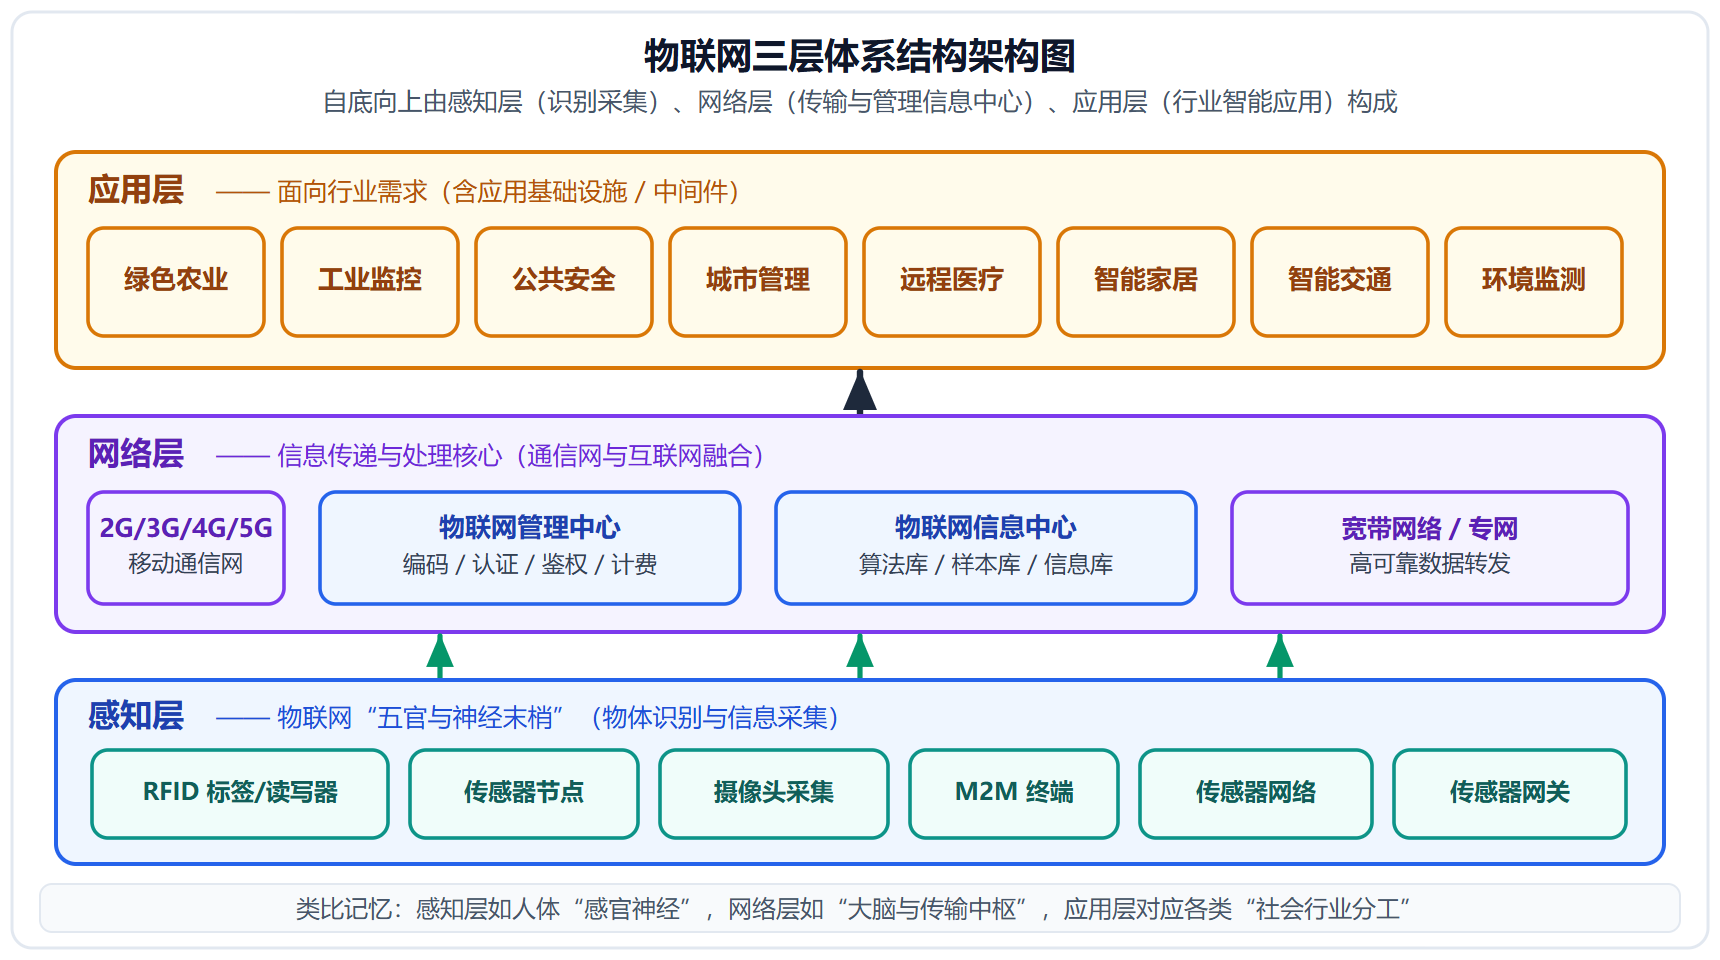 物联网三层体系结构架构图
自底向上由感知层（识别采集）、网络层（传输与管理信息中心）、应用层（行业智能应用）构成
应用层 —— 面向行业需求（含应用基础设施 / 中间件）
绿色农业 工业监控 公共安全 城市管理 远程医疗 智能家居 智能交通 环境监测
网络层 —— 信息传递与处理核心（通信网与互联网融合）
2G/3G/4G/5G 物联网管理中心 物联网信息中心 宽带网络 / 专网
移动通信网 编码 / 认证 / 鉴权 / 计费 算法库 / 样本库 / 信息库 高可靠数据转发
感知层 —— 物联网“五官与神经末梢”（物体识别与信息采集）
RFID 标签/读写器 传感器节点 摄像头采集 M2M 终端 传感器网络 传感器网关
类比记忆：感知层如人体“感官神经”，网络层如“大脑与传输中枢”，应用层对应各类“社会行业分工”